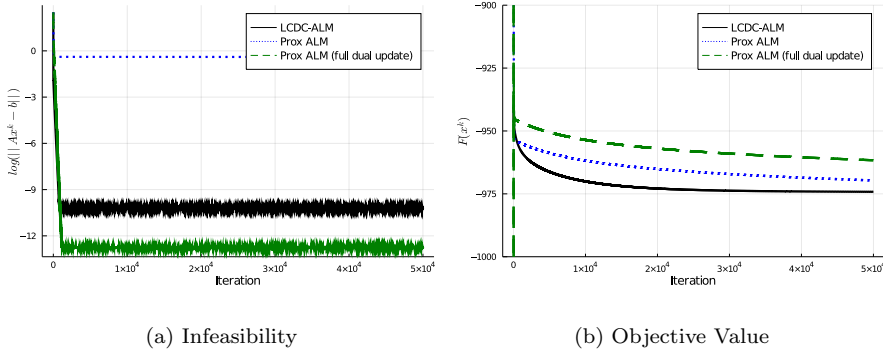 LCDC-ALM
Prox ALM
Prox ALM (full dual update)
0
−3
−6
−9
−12
log(||Ax^k − b||)
0
1×10^4
2×10^4
3×10^4
4×10^4
5×10^4
Iteration
(a) Infeasibility
LCDC-ALM
Prox ALM
Prox ALM (full dual update)
−900
−925
−950
−975
−1000
F(x^k)
0
1×10^4
2×10^4
3×10^4
4×10^4
5×10^4
Iteration
(b) Objective Value